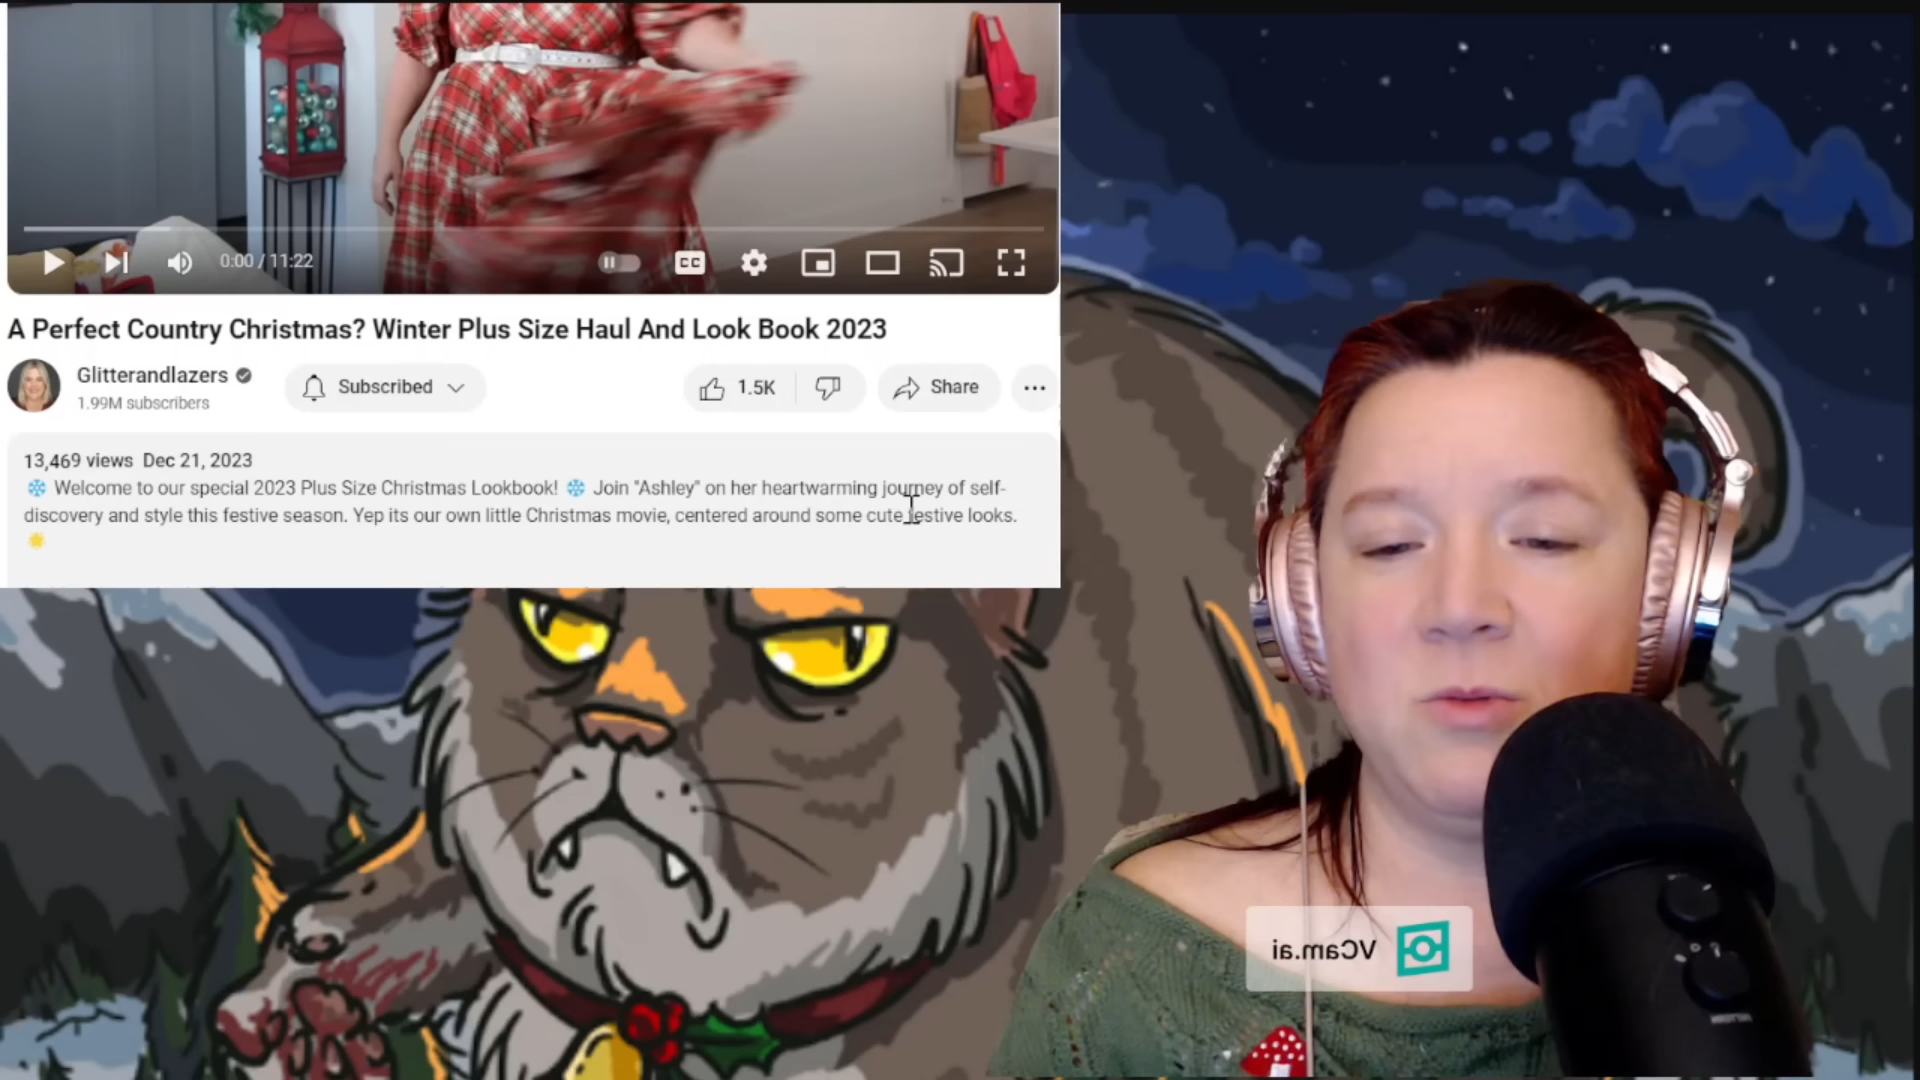 0:00 / 11:22
CC
A Perfect Country Christmas? Winter Plus Size Haul And Look Book 2023
Glitterandlazers
1.99M subscribers
Subscribed
1.5K
Share
13,469 views Dec 21, 2023
Welcome to our special 2023 Plus Size Christmas Lookbook! Join "Ashley" on her heartwarming journey of self-
discovery and style this festive season. Yep its our own little Christmas movie, centered around some cute festive looks.
VCam.ai